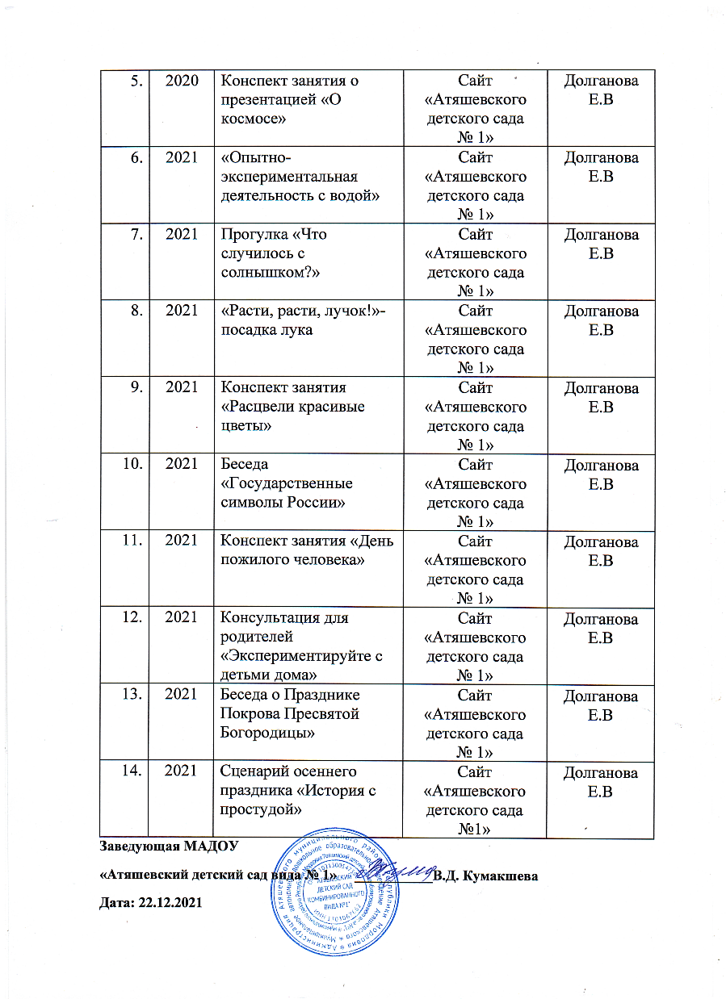 5. 2020 Конспект занятия о Сайт Долганова
презентацией «О «Атяшевского Е.В
космосе» детского сада
№ 1»
6. 2021 «Опытно- Сайт Долганова
экспериментальная «Атяшевского Е.В
деятельность с водой» детского сада
№ 1»
7. 2021 Прогулка «Что Сайт Долганова
случилось с «Атяшевского Е.В
солнышком?» детского сада
№ 1»
8. 2021 «Расти, расти, лучок!»- Сайт Долганова
посадка лука «Атяшевского Е.В
детского сада
№ 1»
9. 2021 Конспект занятия Сайт Долганова
«Расцвели красивые «Атяшевского Е.В
цветы» детского сада
№ 1»
10. 2021 Беседа Сайт Долганова
«Государственные «Атяшевского Е.В
символы России» детского сада
№ 1»
11. 2021 Конспект занятия «День Сайт Долганова
пожилого человека» «Атяшевского Е.В
детского сада
№ 1»
12. 2021 Консультация для Сайт Долганова
родителей «Атяшевского Е.В
«Экспериментируйте с детского сада
детьми дома» № 1»
13. 2021 Беседа о Празднике Сайт Долганова
Покрова Пресвятой «Атяшевского Е.В
Богородицы» детского сада
№ 1»
14. 2021 Сценарий осеннего Сайт Долганова
праздника «История с «Атяшевского Е.В
простудой» детского сада
№1»
Заведующая МАДОУ
«Атяшевский детский сад вида № 1» В.Д. Кумакшева
Дата: 22.12.2021
"АТЯШЕВСКИЙ
ДЕТСКИЙ САД
КОМБИНИРОВАННОГО
ВИДА №1"